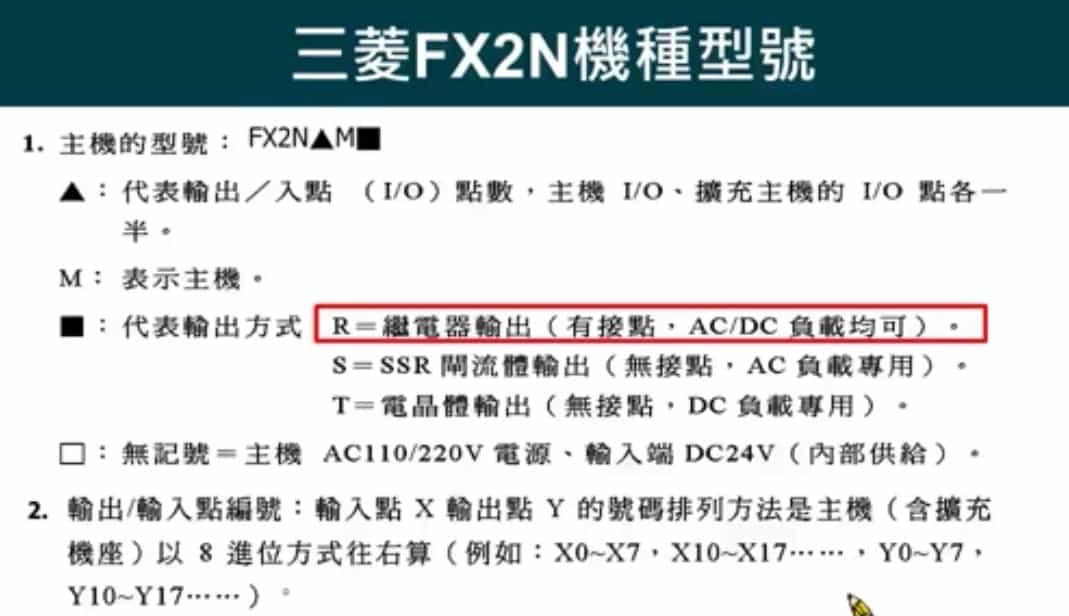 三菱FX2N機種型號
1. 主機的型號：FX2N▲M■
▲：代表輸出／入點 （I/O）點數，主機 I/O、擴充主機的 I/O 點各一
半。
M：表示主機。
■：代表輸出方式 R＝繼電器輸出（有接點，AC/DC 負載均可）。
S＝SSR 閘流體輸出（無接點，AC 負載專用）。
T＝電晶體輸出（無接點，DC 負載專用）。
□：無記號＝主機 AC110/220V 電源、輸入端 DC24V（內部供給）。
2. 輸出/輸入點編號：輸入點 X 輸出點 Y 的號碼排列方法是主機（含擴充
機座）以 8 進位方式往右算（例如：X0~X7，X10~X17……，Y0~Y7，
Y10~Y17……）。